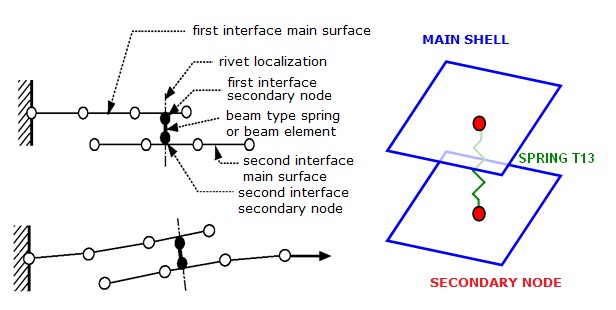 first interface main surface
rivet localization
first interface
secondary node
beam type spring
or beam element
second interface
main surface
second interface
secondary node
MAIN SHELL
SPRING T13
SECONDARY NODE